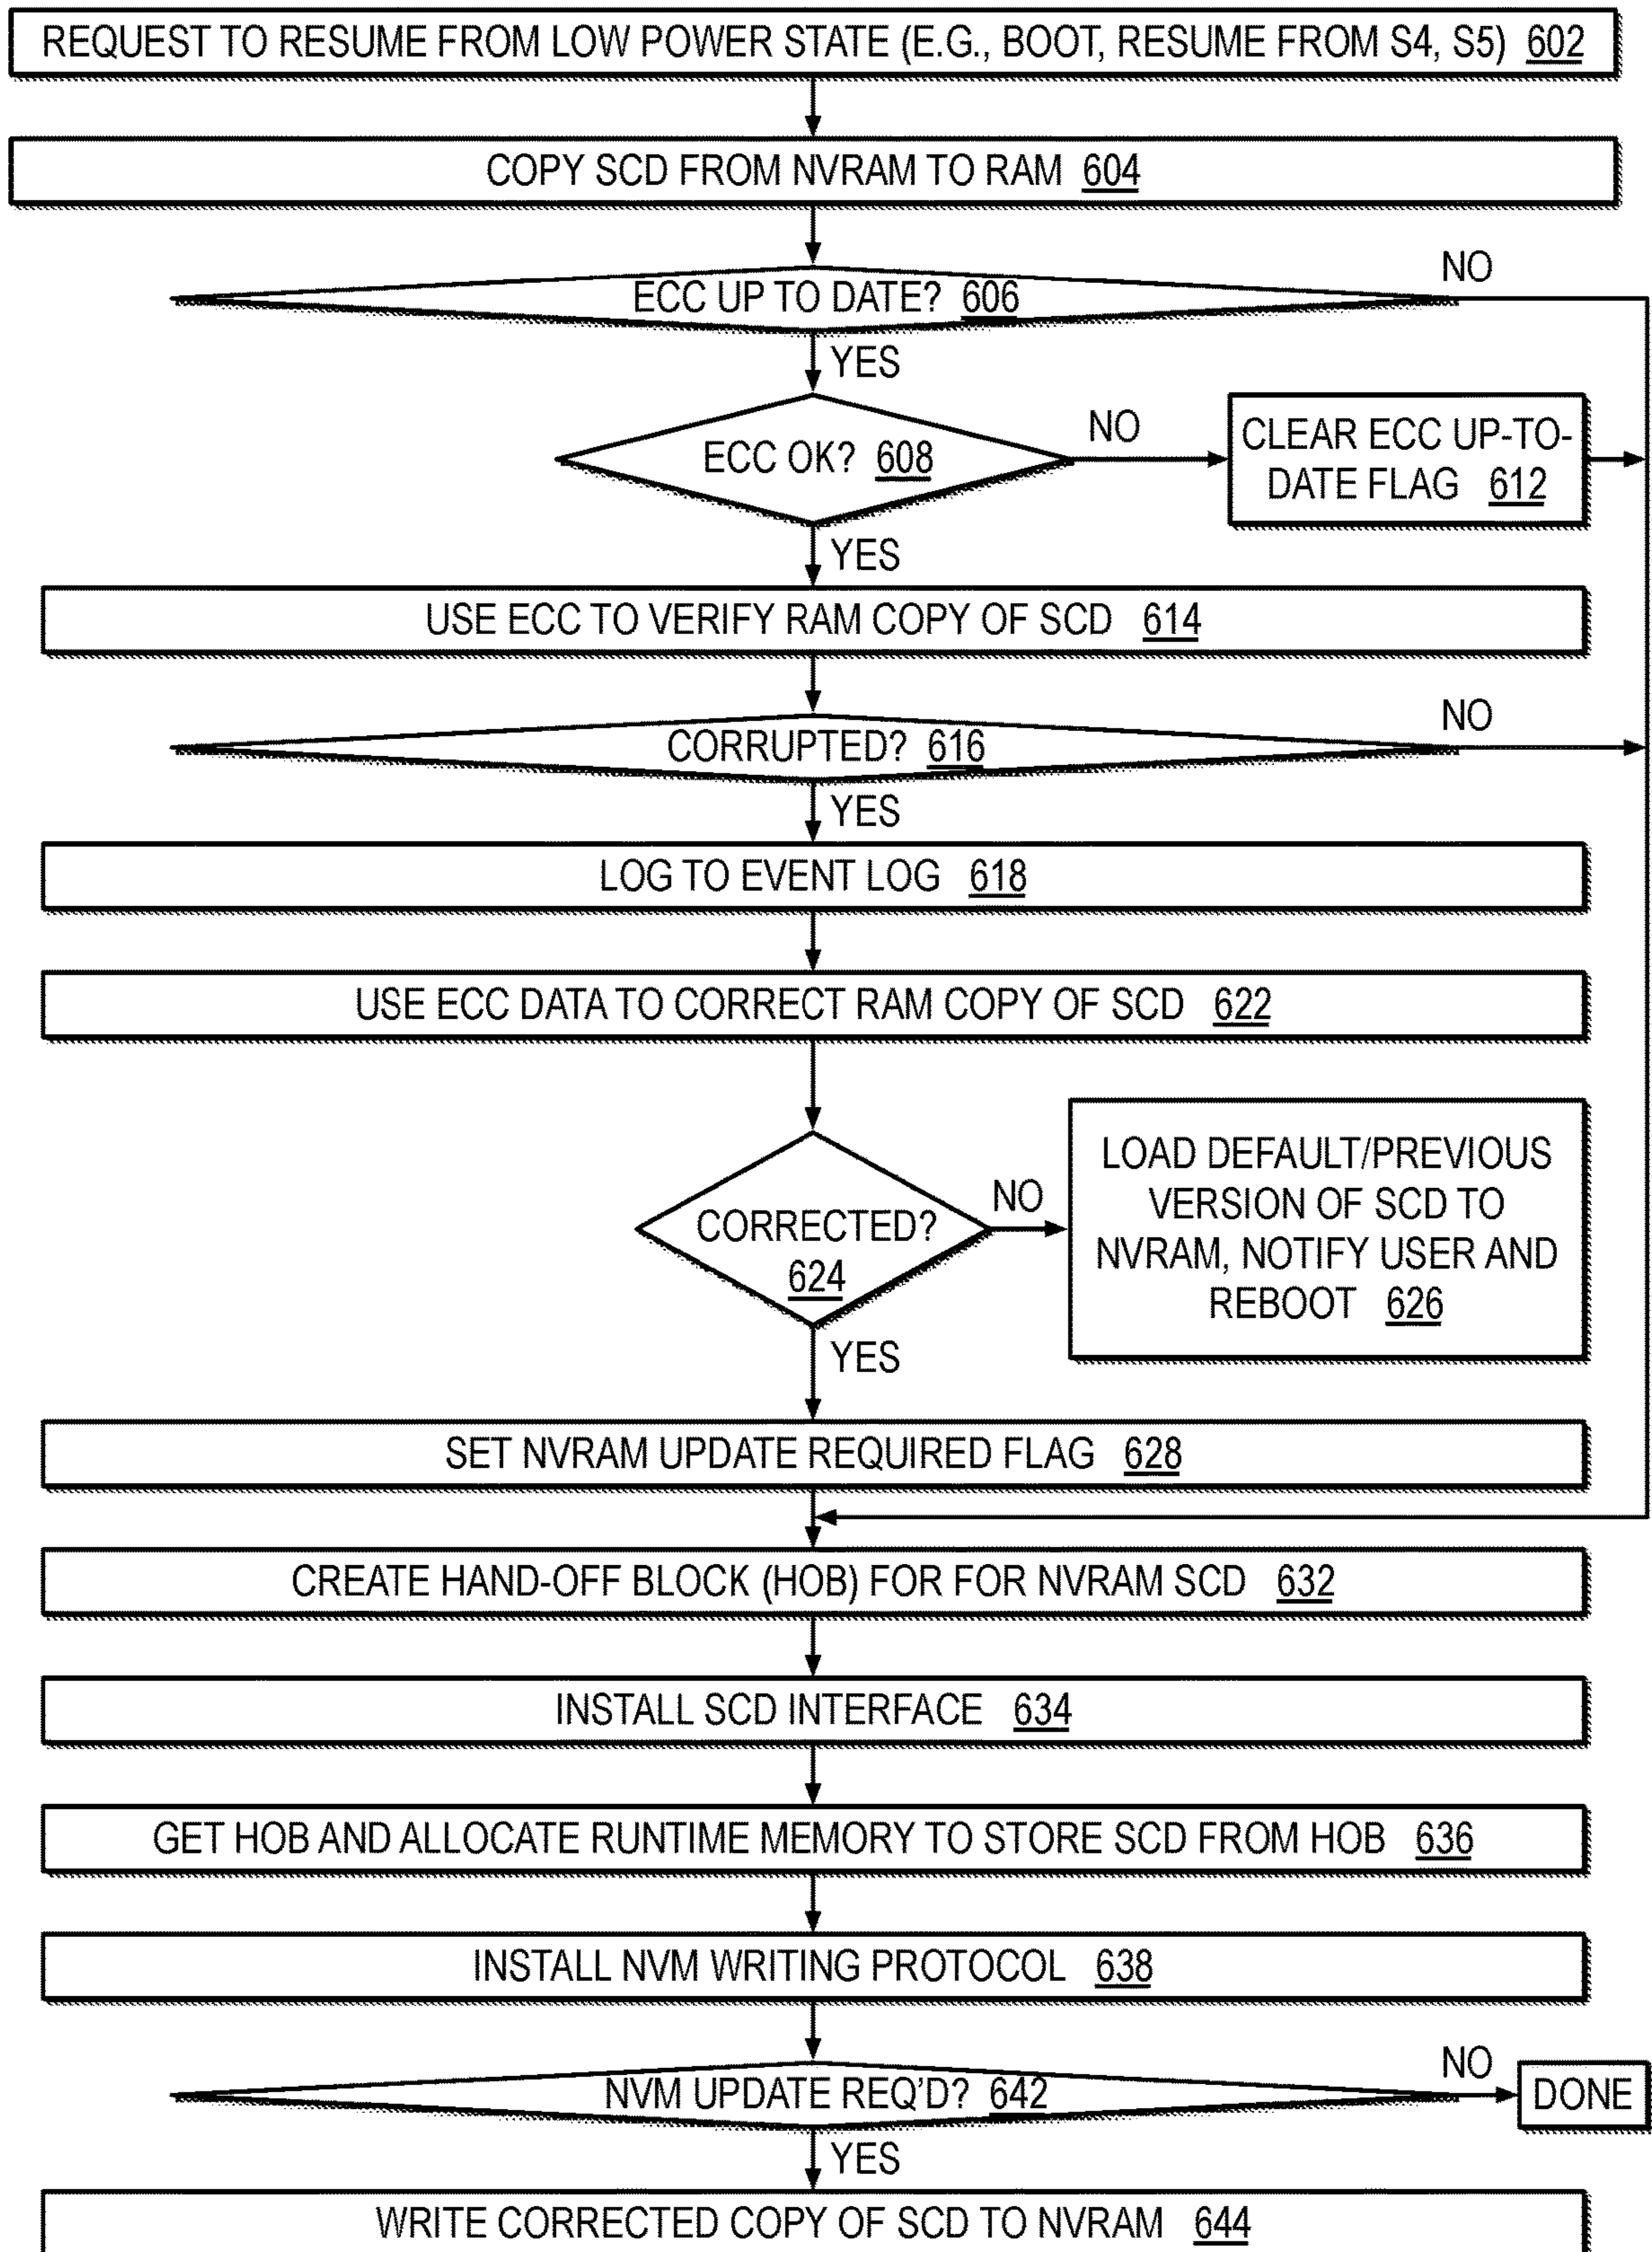 REQUEST TO RESUME FROM LOW POWER STATE (E.G., BOOT, RESUME FROM S4, S5) 602
COPY SCD FROM NVRAM TO RAM 604
NO
ECC UP TO DATE? 606
YES
ECC OK? 608
NO
CLEAR ECC UP-TO-
DATE FLAG 612
YES
USE ECC TO VERIFY RAM COPY OF SCD 614
NO
CORRUPTED? 616
YES
LOG TO EVENT LOG 618
USE ECC DATA TO CORRECT RAM COPY OF SCD 622
CORRECTED?
624
NO
LOAD DEFAULT/PREVIOUS
VERSION OF SCD TO
NVRAM, NOTIFY USER AND
REBOOT 626
YES
SET NVRAM UPDATE REQUIRED FLAG 628
CREATE HAND-OFF BLOCK (HOB) FOR FOR NVRAM SCD 632
INSTALL SCD INTERFACE 634
GET HOB AND ALLOCATE RUNTIME MEMORY TO STORE SCD FROM HOB 636
INSTALL NVM WRITING PROTOCOL 638
NVM UPDATE REQ'D? 642
NO
DONE
YES
WRITE CORRECTED COPY OF SCD TO NVRAM 644